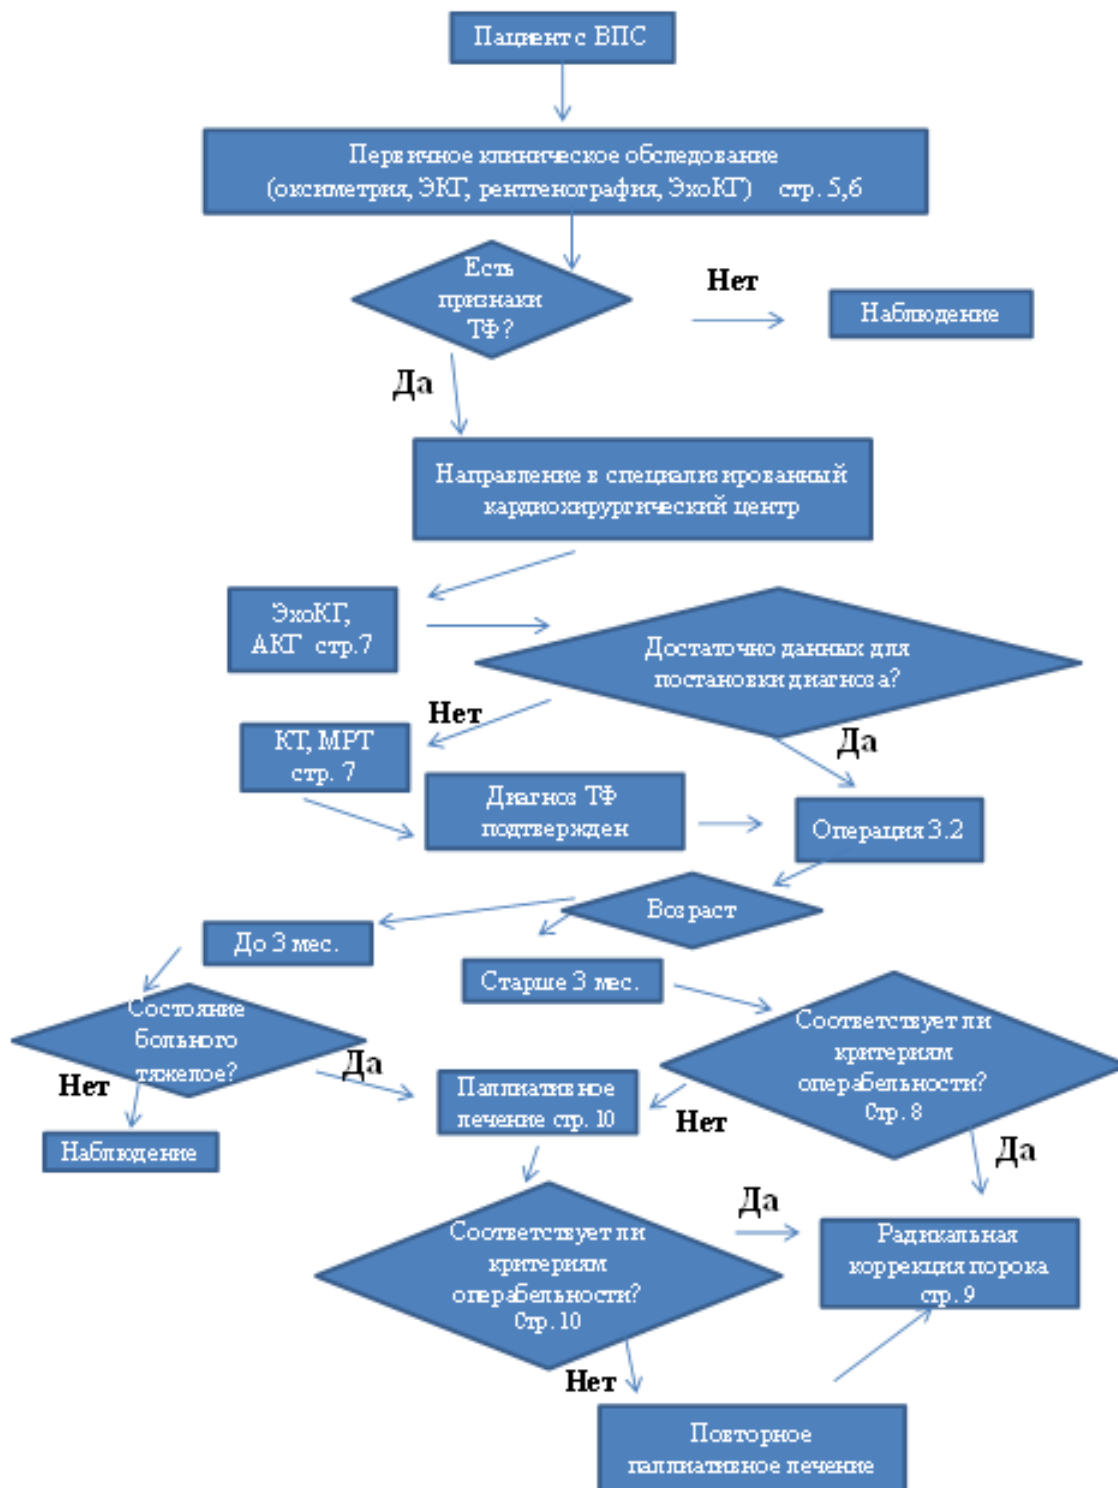 Пациент с ВПС
Первичное клиническое обследование
(оксиметрия, ЭКГ, рентгенография, ЭхоКГ) стр. 5,6
Есть
признаки
ТФ?
Нет
Наблюдение
Да
Направление в специализированный
кардиохирургический центр
ЭхоКГ,
АКГ стр.7
Достаточно данных для
постановки диагноза?
Нет
Да
КТ, МРТ
стр. 7
Диагноз ТФ
подтвержден
Операция 3.2
Возраст
До 3 мес.
Старше 3 мес.
Состояние
больного
тяжелое?
Нет
Да
Наблюдение
Паллиативное
лечение стр. 10
Соответствует ли
критериям
операбельности?
Стр. 8
Нет
Да
Соответствует ли
критериям
операбельности?
Стр. 10
Да
Радикальная
коррекция порока
стр. 9
Нет
Повторное
паллиативное лечение